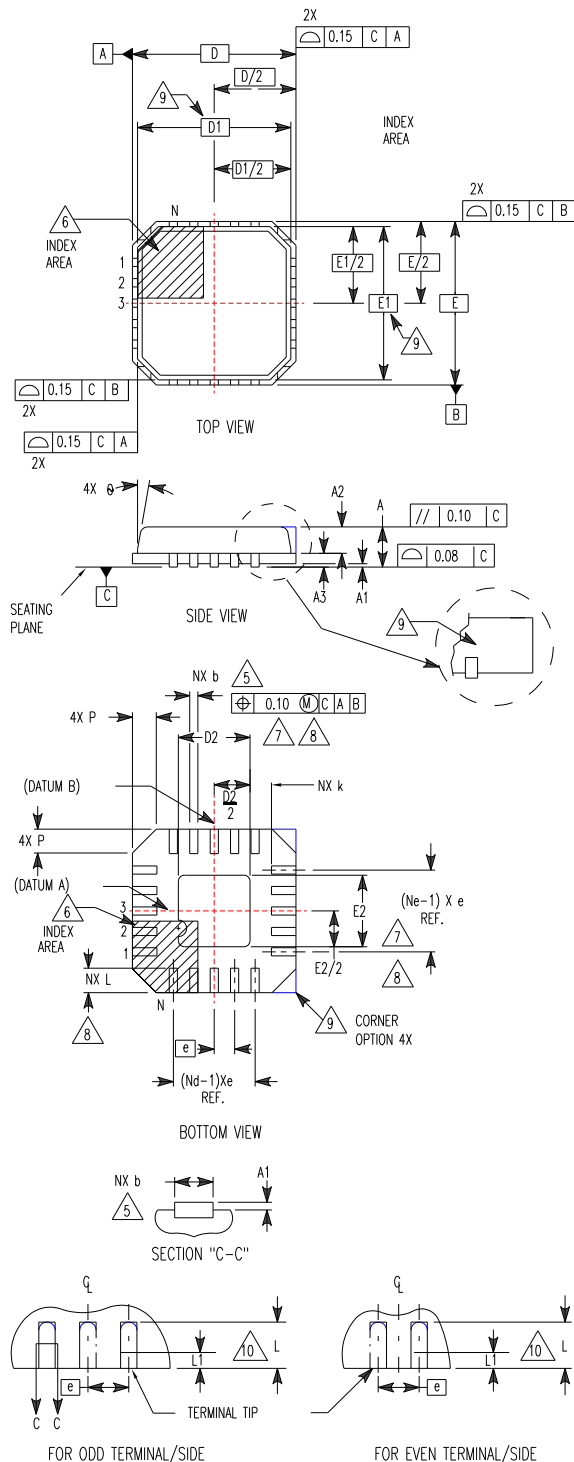 2X
A
D
0.15 C A
D/2
9
D1
INDEX
AREA
D1/2
2X
0.15 C B
N
6
INDEX
AREA
1
2
3
E1/2
E/2
E1
E
9
0.15 C B
2X
B
0.15 C A
2X
TOP VIEW
4X θ
A2
A
// 0.10 C
0.08 C
C
A3
A1
SEATING
PLANE
SIDE VIEW
9
NX b
5
0.10 M C A B
4X P
D2
7
8
(DATUM B)
D2
2
NX k
4X P
(DATUM A)
6
INDEX
AREA
3
2
1
E2
(Ne-1) X e
REF.
7
E2/2
8
NX L
8
N
9
CORNER
OPTION 4X
e
(Nd-1)Xe
REF.
BOTTOM VIEW
NX b
A1
5
SECTION "C-C"
CL
CL
L
10
L1
L
10
L1
e
e
C C
TERMINAL TIP
FOR ODD TERMINAL/SIDE
FOR EVEN TERMINAL/SIDE